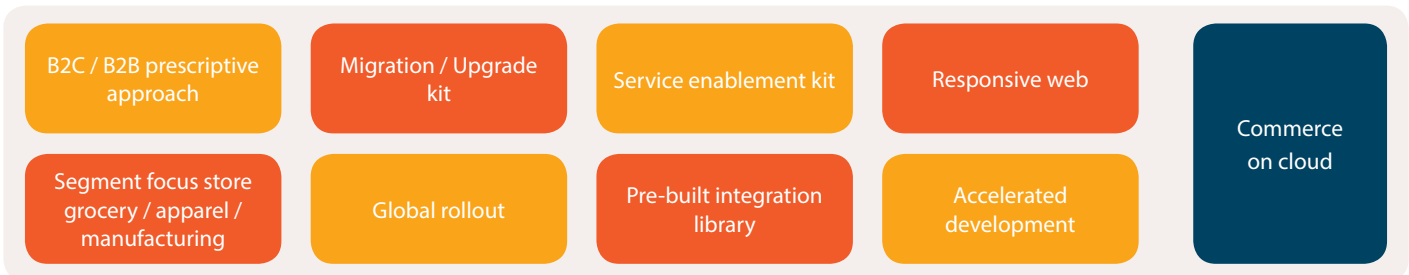 B2C / B2B prescriptive
approach
Migration / Upgrade
kit
Service enablement kit
Responsive web
Commerce
on cloud
Segment focus store
grocery / apparel /
manufacturing
Global rollout
Pre-built integration
library
Accelerated
development